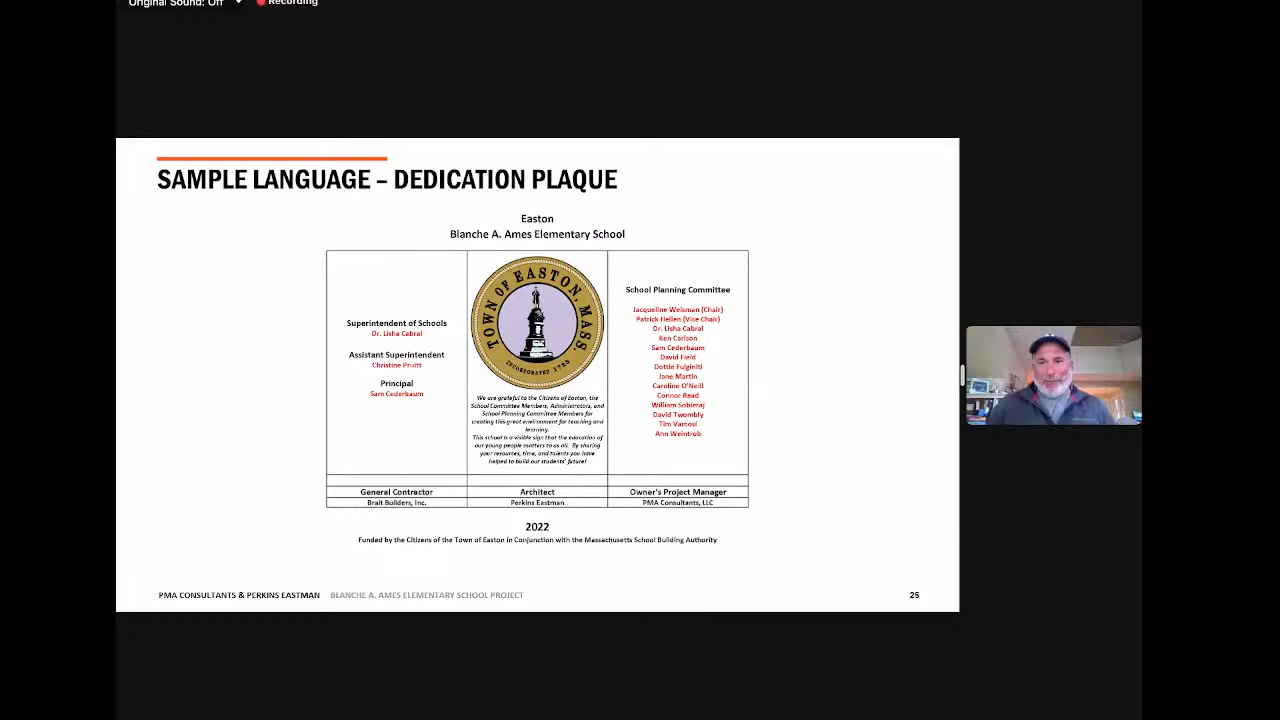 Original Sound: Off
Recording
SAMPLE LANGUAGE – DEDICATION PLAQUE
Easton
Blanche A. Ames Elementary School
Superintendent of Schools
Dr. Lisha Cabral
Assistant Superintendent
Christine Pruitt
Principal
Sam Cederbaum
TOWN OF EASTON, MASS.
INCORPORATED 1725
We are grateful to the Citizens of Easton, the
School Committee Members, Administrators, and
School Planning Committee Members for
creating this great environment for teaching and
learning.
This school is a visible sign that the education of
our young people matters to us all. By sharing
your resources, time, and talents you have
helped to build our students' future!
School Planning Committee
Jacqueline Weisman (Chair)
Patrick Hellen (Vice Chair)
Dr. Lisha Cabral
Ken Carlson
Sam Cederbaum
David Field
Dottie Fulginiti
Jane Martin
Caroline O'Neill
Connor Read
William Sobieraj
David Twombly
Tim Vamosi
Ann Weintrob
General Contractor
Brait Builders, Inc.
Architect
Perkins Eastman
Owner's Project Manager
PMA Consultants, LLC
2022
Funded by the Citizens of the Town of Easton in Conjunction with the Massachusetts School Building Authority
PMA CONSULTANTS & PERKINS EASTMAN BLANCHE A. AMES ELEMENTARY SCHOOL PROJECT
25